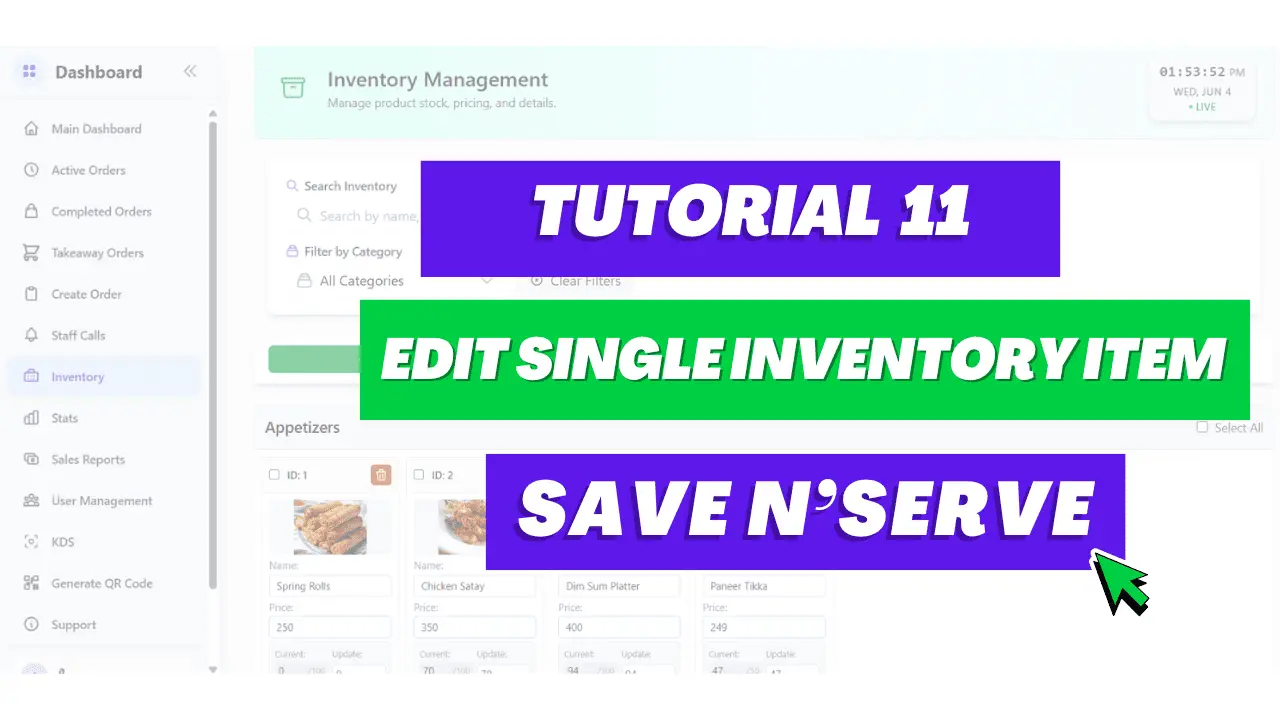 Dashboard
Main Dashboard
Active Orders
Completed Orders
Takeaway Orders
Create Order
Staff Calls
Inventory
Stats
Sales Reports
User Management
KDS
Generate QR Code
Support
a
Inventory Management
Manage product stock, pricing, and details.
01:53:52 PM
WED, JUN 4
• LIVE
Search Inventory
Search by name,
Filter by Category
All Categories
Clear Filters
TUTORIAL 11
EDIT SINGLE INVENTORY ITEM
SAVE N'SERVE
Appetizers
Select All
ID: 1
ID: 2
Name:
Name:
Spring Rolls
Chicken Satay
Dim Sum Platter
Paneer Tikka
Price:
Price:
Price:
Price:
250
350
400
249
Current: Update:
Current: Update:
Current: Update:
Current: Update:
0 /100 0
70 /100 70
94 /100 94
47 /50 47